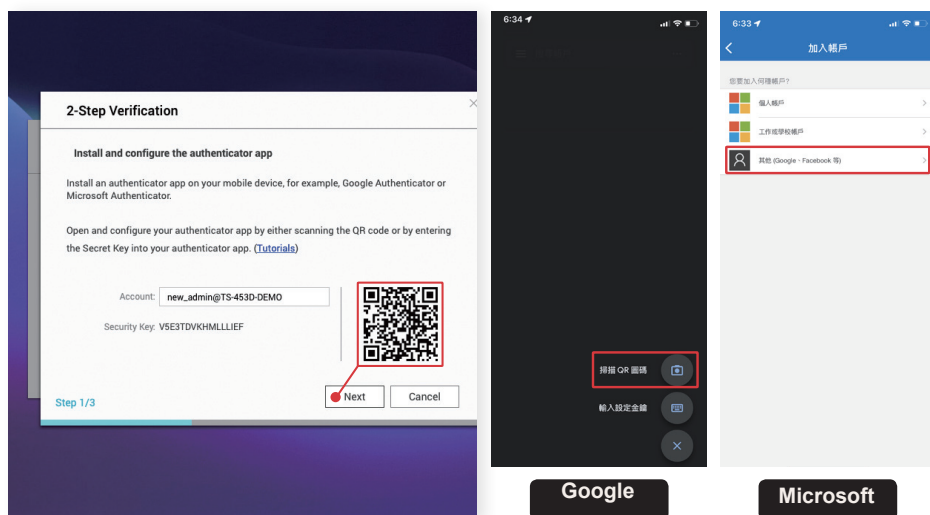 2-Step Verification
Install and configure the authenticator app
Install an authenticator app on your mobile device, for example, Google Authenticator or
Microsoft Authenticator.
Open and configure your authenticator app by either scanning the QR code or by entering
the Secret Key into your authenticator app. (Tutorials)
Account: new_admin@TS-453D-DEMO
Security Key: V5E3TDVKHMLLLIEF
Step 1/3
Next
Cancel
6:34
掃描 QR 圖碼
輸入設定金鑰
Google
6:33
加入帳戶
您要加入何種帳戶?
個人帳戶
工作或學校帳戶
其他 (Google、Facebook 等)
Microsoft